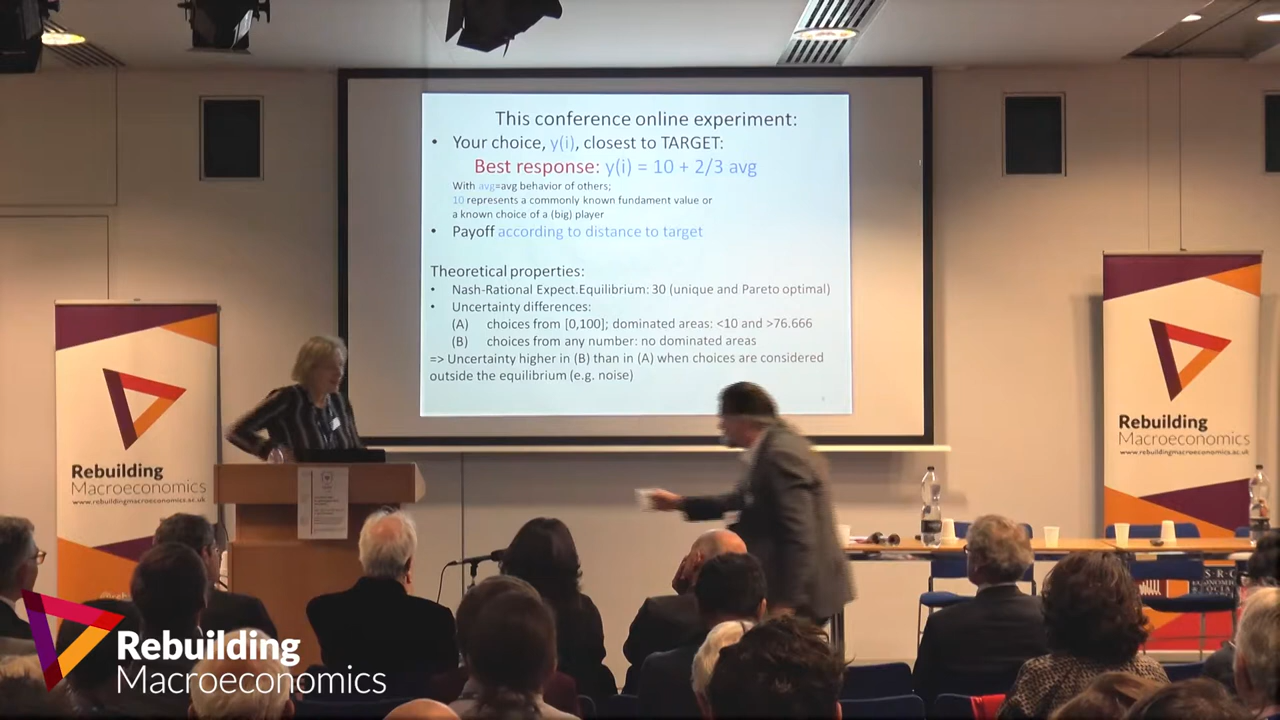 This conference online experiment:
• Your choice, y(i), closest to TARGET:
Best response: y(i) = 10 + 2/3 avg
With avg=avg behavior of others;
10 represents a commonly known fundament value or
a known choice of a (big) player
• Payoff according to distance to target
Theoretical properties:
• Nash-Rational Expect.Equilibrium: 30 (unique and Pareto optimal)
• Uncertainty differences:
(A) choices from [0,100]; dominated areas: <10 and >76.666
(B) choices from any number: no dominated areas
=> Uncertainty higher in (B) than in (A) when choices are considered
outside the equilibrium (e.g. noise)
Rebuilding
Macroeconomics
www.rebuildingmacroeconomics.ac.uk
Rebuilding
Macroeconomics
www.rebuildingmacroeconomics.ac.uk
Rebuilding
Macroeconomics